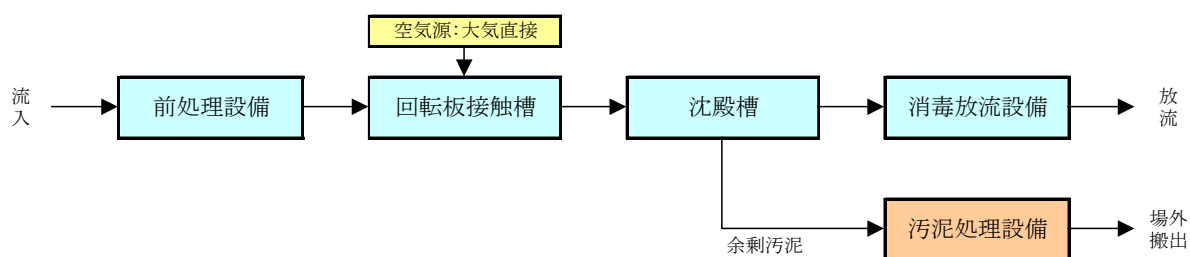 空気源：大気直接
流入
前処理設備
回転板接触槽
沈殿槽
消毒放流設備
放流
余剰汚泥
汚泥処理設備
場外
搬出